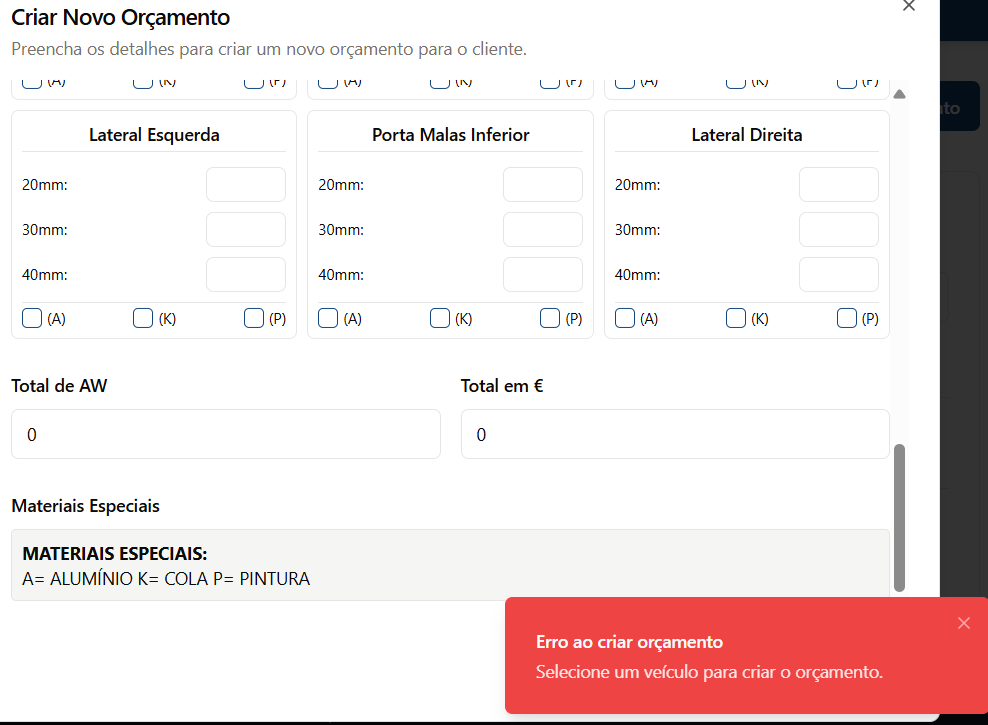 Criar Novo Orçamento
Preencha os detalhes para criar um novo orçamento para o cliente.
(A) (K) (P) (A) (K) (P) (A) (K) (P)
Lateral Esquerda Porta Malas Inferior Lateral Direita
20mm: 20mm: 20mm:
30mm: 30mm: 30mm:
40mm: 40mm: 40mm:
(A) (K) (P) (A) (K) (P) (A) (K) (P)
Total de AW Total em €
0 0
Materiais Especiais
MATERIAIS ESPECIAIS:
A= ALUMÍNIO K= COLA P= PINTURA
Erro ao criar orçamento
Selecione um veículo para criar o orçamento.